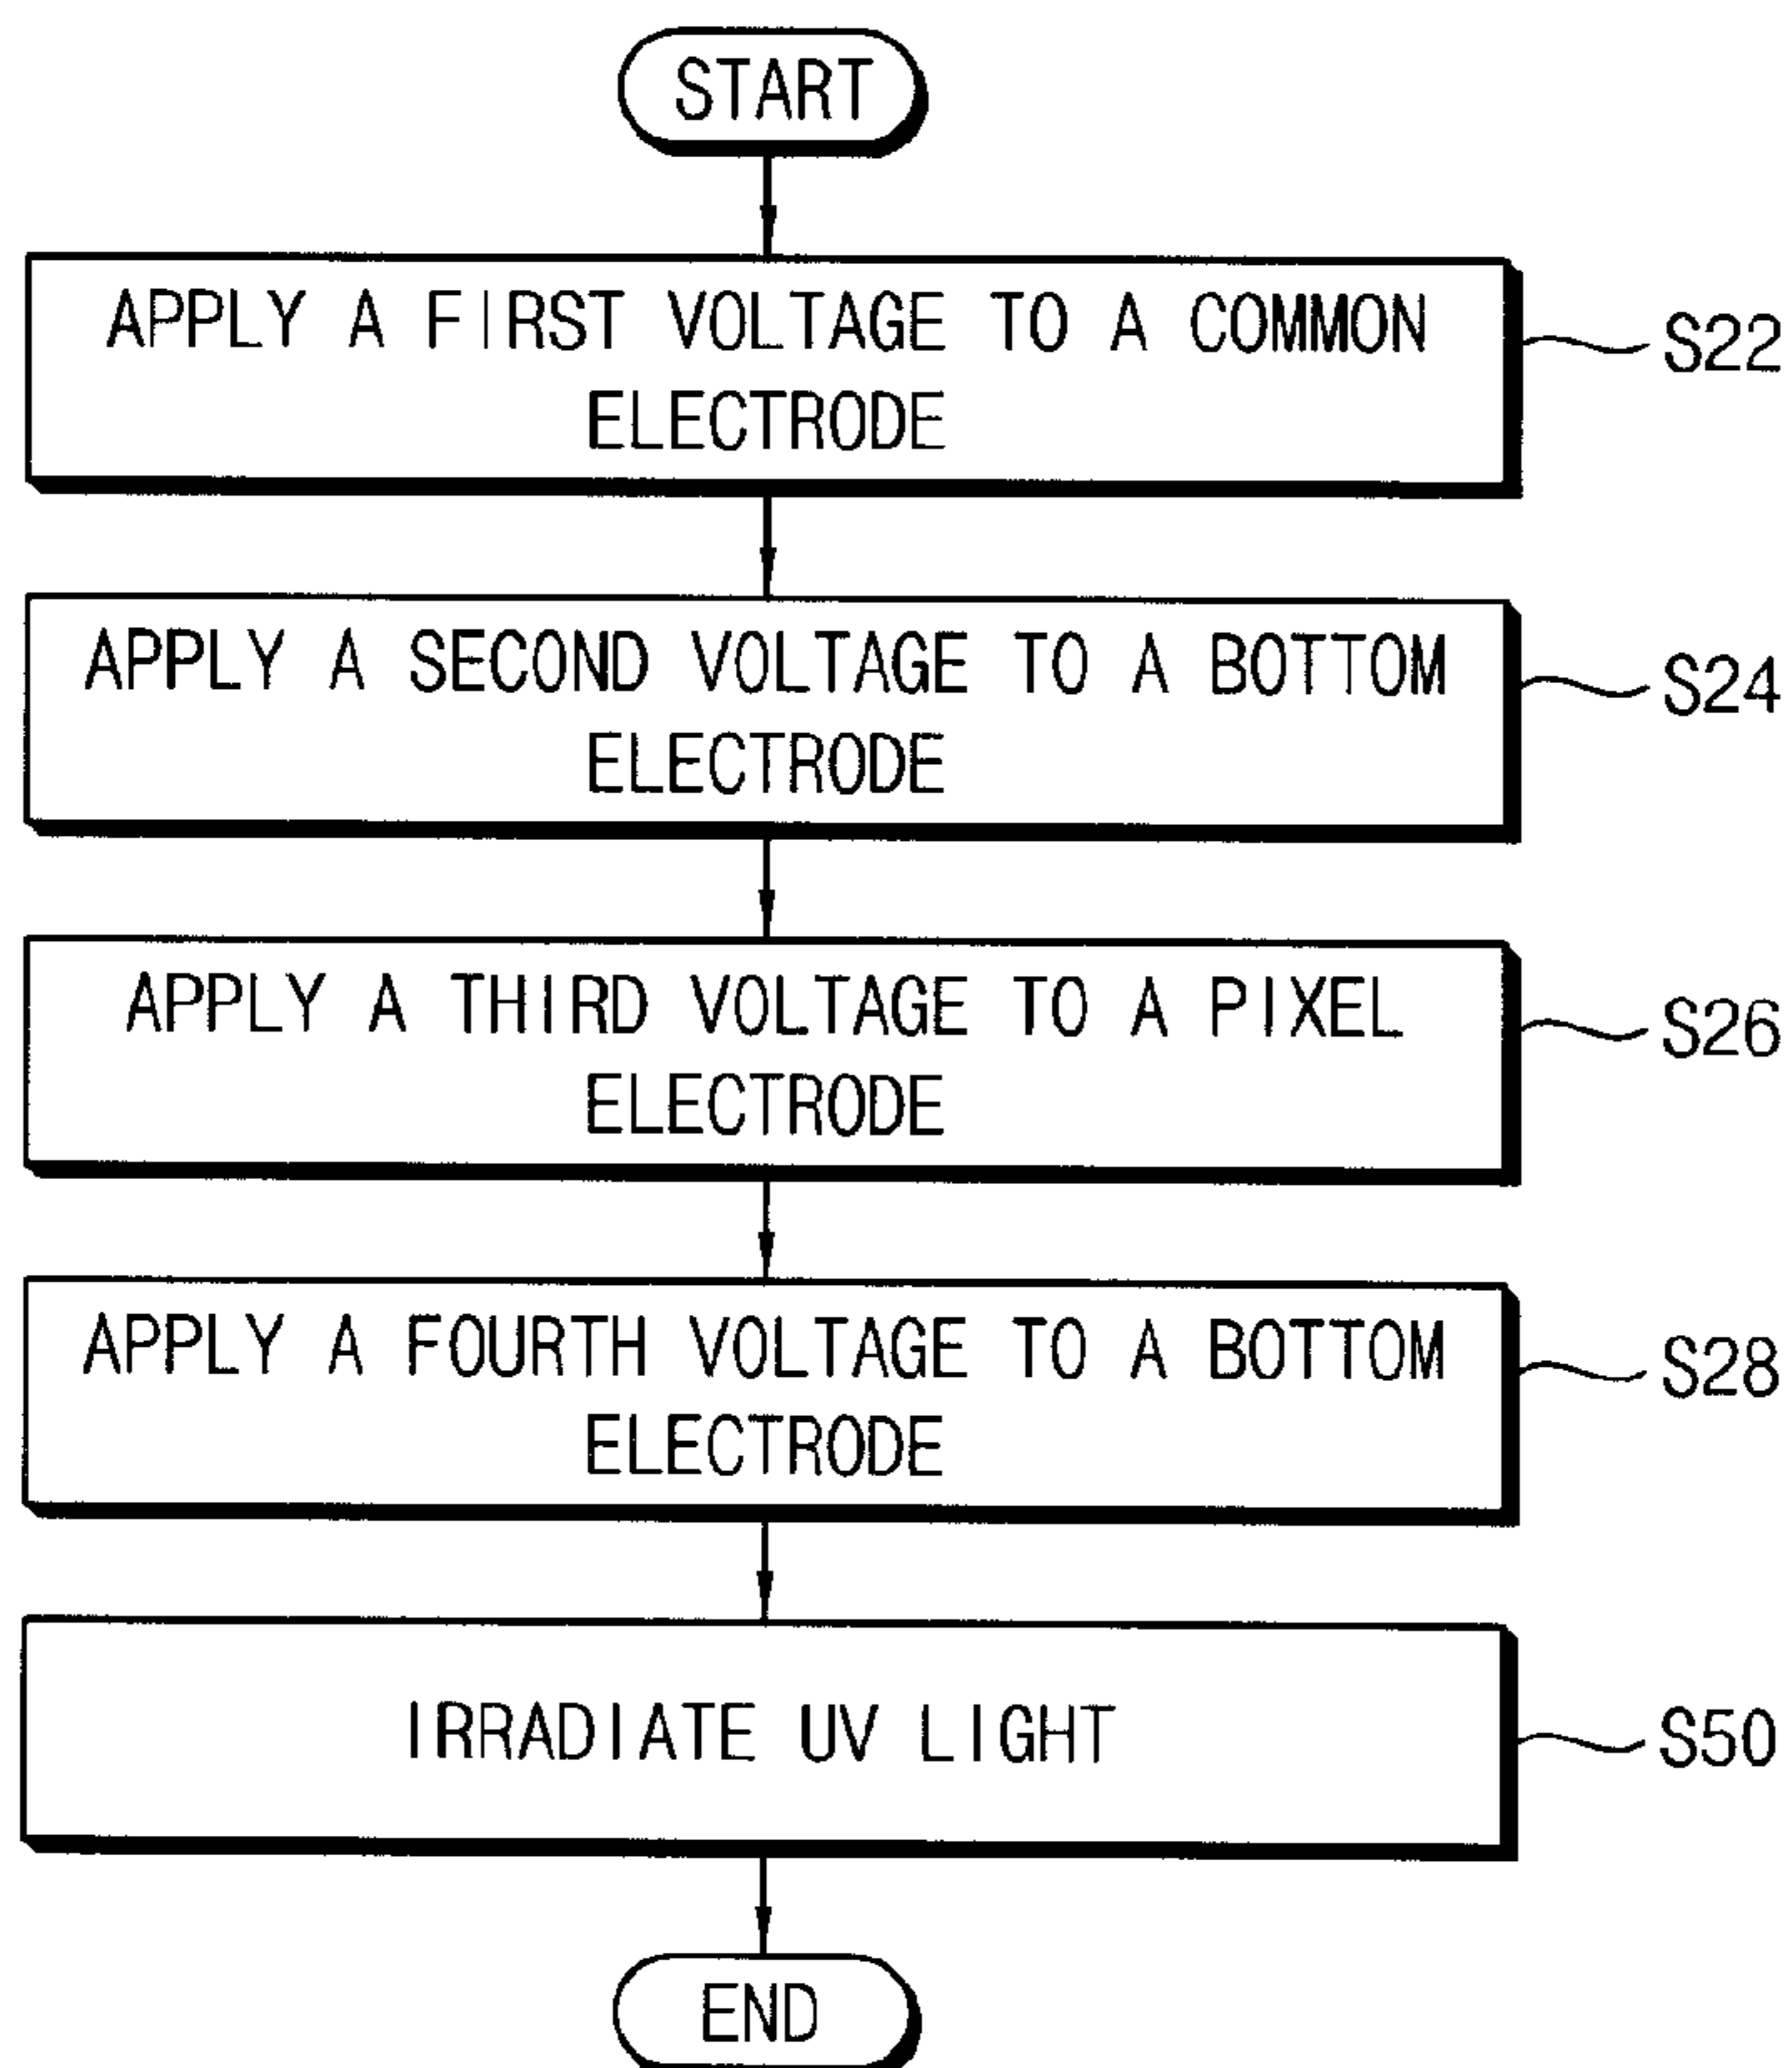 START
APPLY A FIRST VOLTAGE TO A COMMON
ELECTRODE
S22
APPLY A SECOND VOLTAGE TO A BOTTOM
ELECTRODE
S24
APPLY A THIRD VOLTAGE TO A PIXEL
ELECTRODE
S26
APPLY A FOURTH VOLTAGE TO A BOTTOM
ELECTRODE
S28
IRRADIATE UV LIGHT
S50
END